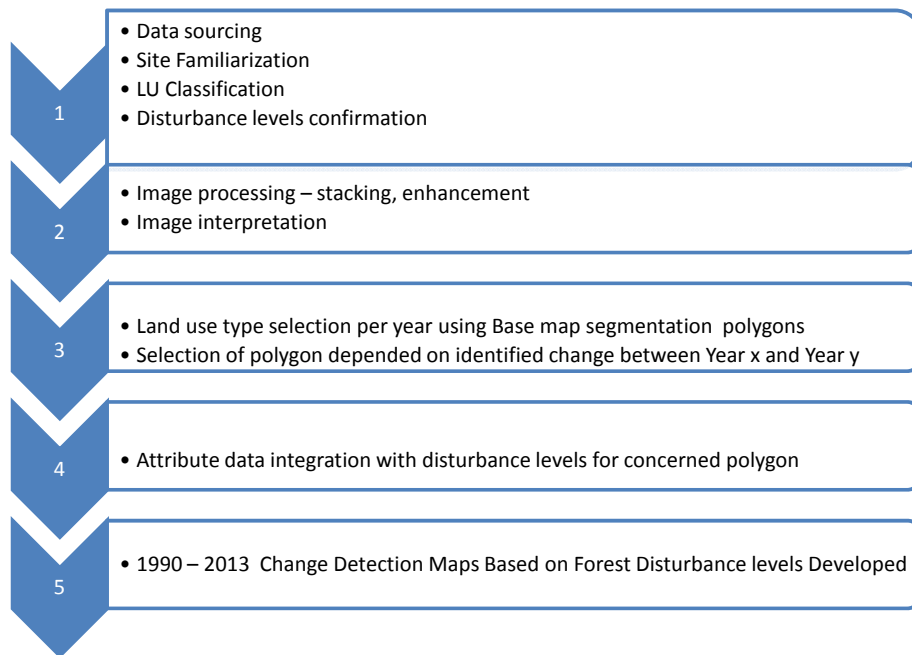 1
• Data sourcing
• Site Familiarization
• LU Classification
• Disturbance levels confirmation
2
• Image processing – stacking, enhancement
• Image interpretation
3
• Land use type selection per year using Base map segmentation polygons
• Selection of polygon depended on identified change between Year x and Year y
4
• Attribute data integration with disturbance levels for concerned polygon
5
• 1990 – 2013 Change Detection Maps Based on Forest Disturbance levels Developed